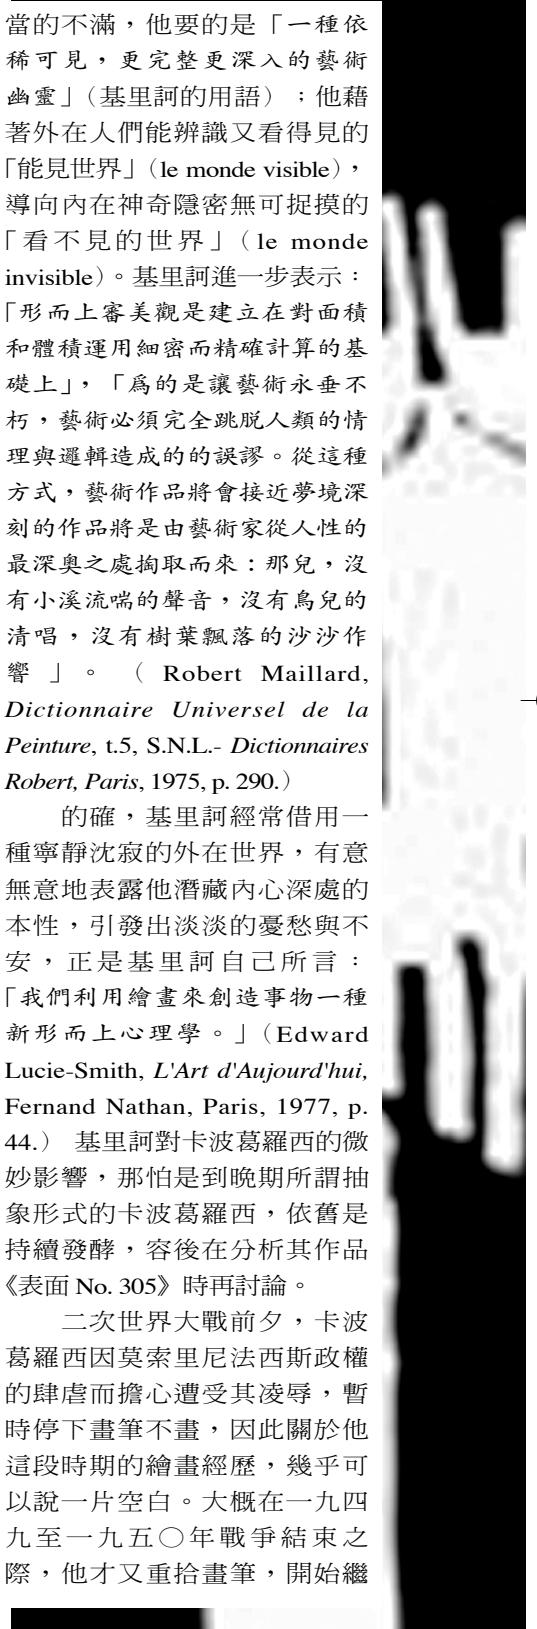 當的不滿，他要的是「一種依
稀可見，更完整更深入的藝術
幽靈」（基里訶的用語）；他藉
著外在人們能辨識又看得見的
「能見世界」（le monde visible），
導向內在神奇隱密無可捉摸的
「看不見的世界」（le monde
invisible）。基里訶進一步表示：
「形而上審美觀是建立在對面積
和體積運用細密而精確計算的基
礎上」，「為的是讓藝術永垂不
朽，藝術必須完全跳脫人類的情
理與邏輯造成的的誤謬。從這種
方式，藝術作品將會接近夢境深
刻的作品將是由藝術家從人性的
最深奧之處掏取而來：那兒，沒
有小溪流喘的聲音，沒有鳥兒的
清唱，沒有樹葉飄落的沙沙作
響」。（Robert Maillard,
Dictionnaire Universel de la
Peinture, t.5, S.N.L.- Dictionnaires
Robert, Paris, 1975, p. 290.）
的確，基里訶經常借用一
種寧靜沈寂的外在世界，有意
無意地表露他潛藏內心深處的
本性，引發出淡淡的憂愁與不
安，正是基里訶自己所言：
「我們利用繪畫來創造事物一種
新形而上心理學。」（Edward
Lucie-Smith, L'Art d'Aujourd'hui,
Fernand Nathan, Paris, 1977, p.
44.） 基里訶對卡波葛羅西的微
妙影響，那怕是到晚期所謂抽
象形式的卡波葛羅西，依舊是
持續發酵，容後在分析其作品
《表面 No. 305》時再討論。
二次世界大戰前夕，卡波
葛羅西因莫索里尼法西斯政權
的肆虐而擔心遭受其凌辱，暫
時停下畫筆不畫，因此關於他
這段時期的繪畫經歷，幾乎可
以說一片空白。大概在一九四
九至一九五〇年戰爭結束之
際，他才又重拾畫筆，開始繼